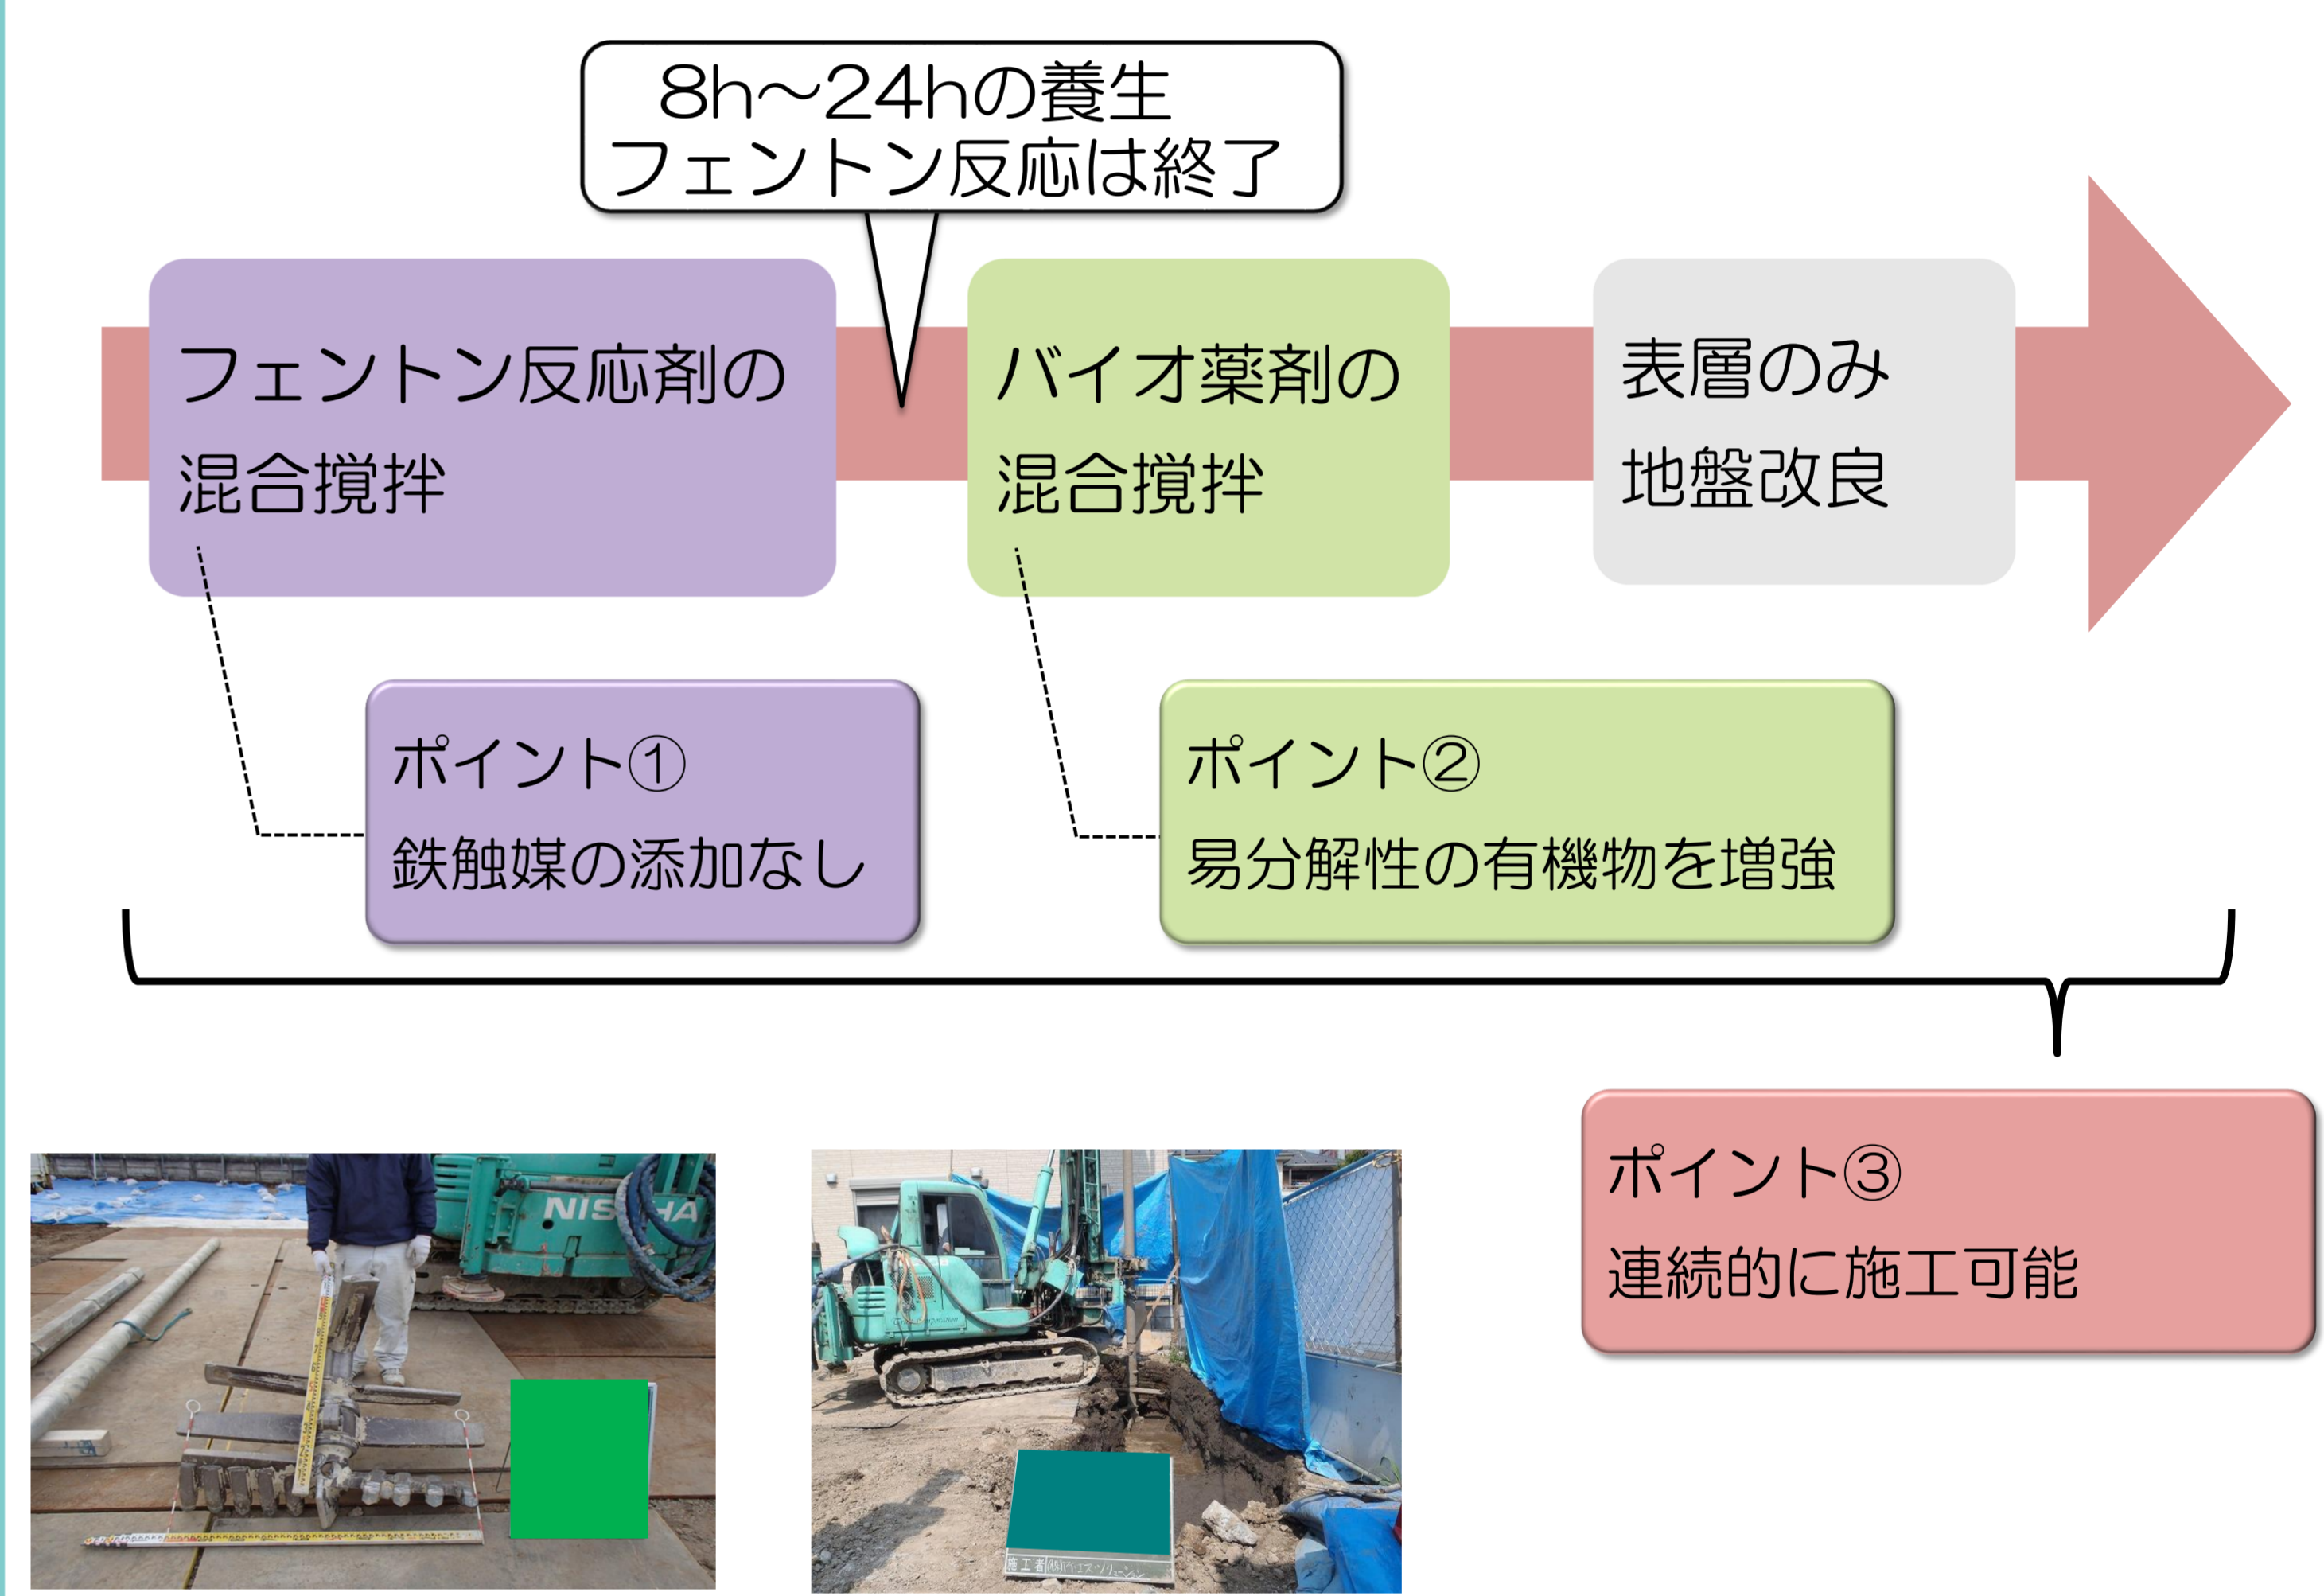 8h～24hの養生
フェントン反応は終了
フェントン反応剤の
混合撹拌
バイオ薬剤の
混合撹拌
表層のみ
地盤改良
ポイント①
鉄触媒の添加なし
ポイント②
易分解性の有機物を増強
ポイント③
連続的に施工可能
施工者